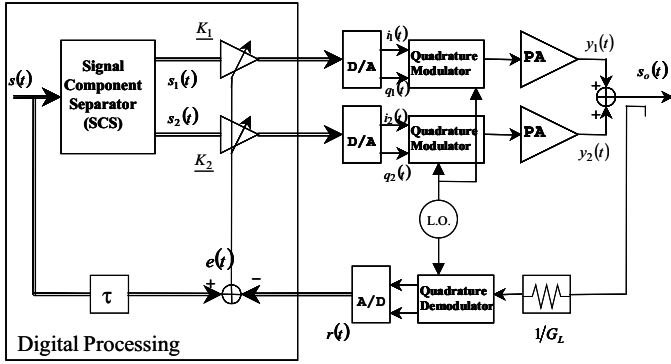 K1
i1(t)
y1(t)
Signal
Component
Separator
(SCS)
s(t)
s1(t)
D/A
Quadrature
Modulator
PA
so(t)
q1(t)
+
+
s2(t)
i2(t)
D/A
Quadrature
Modulator
PA
K2
q2(t)
y2(t)
L.O.
e(t)
τ
+
−
A/D
Quadrature
Demodulator
r(t)
1/GL
Digital Processing